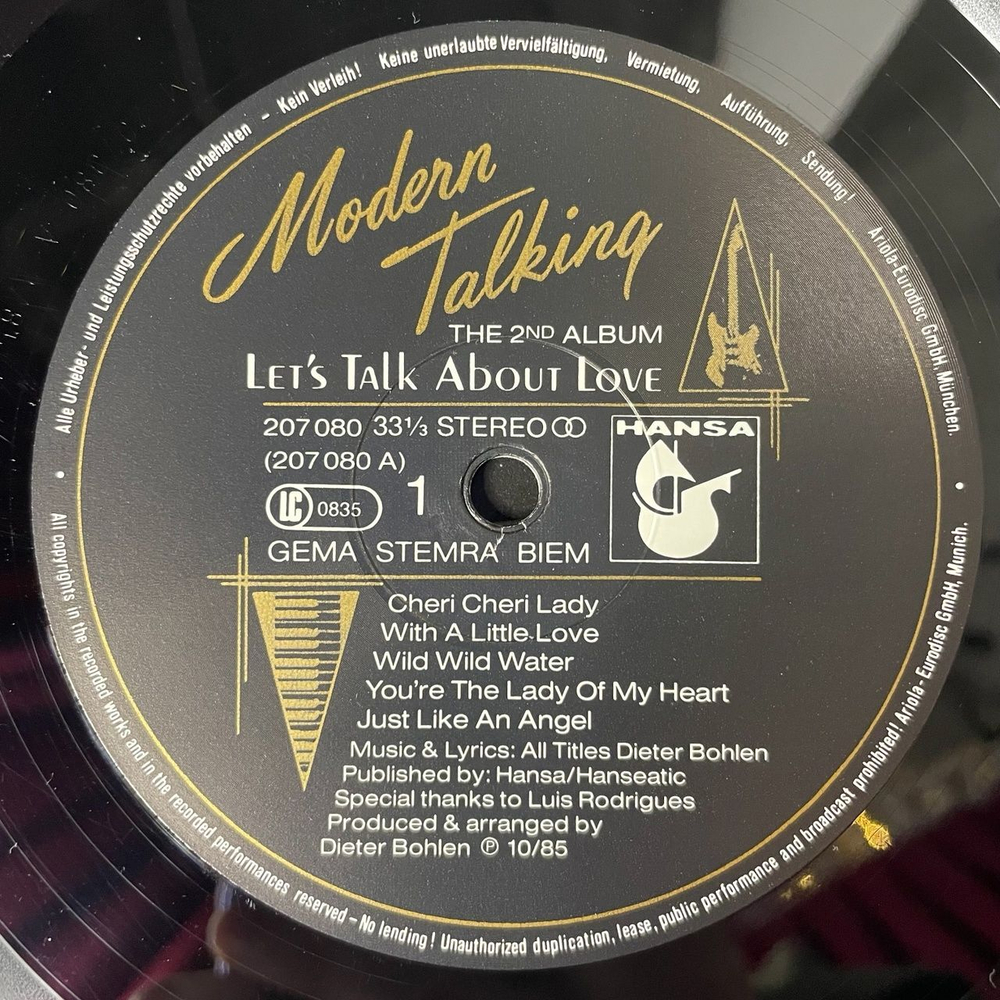 Modern
Talking
THE 2ND ALBUM
LET'S TALK ABOUT LOVE
207 080 33⅓ STEREO
(207 080 A)
LC 0835
1
GEMA STEMRA BIEM
HANSA
Cheri Cheri Lady
With A Little Love
Wild Wild Water
You're The Lady Of My Heart
Just Like An Angel
Music & Lyrics: All Titles Dieter Bohlen
Published by: Hansa/Hanseatic
Special thanks to Luis Rodrigues
Produced & arranged by
Dieter Bohlen ℗ 10/85
Alle Urheber- und Leistungsschutzrechte vorbehalten – Kein Verleih! Keine unerlaubte Vervielfältigung, Vermietung, Aufführung, Sendung! Ariola-Eurodisc GmbH, München.
All copyrights in the recorded works and in the recorded performances reserved – No lending! Unauthorized duplication, lease, public performance and broadcast prohibited! Ariola-Eurodisc GmbH, Munich.